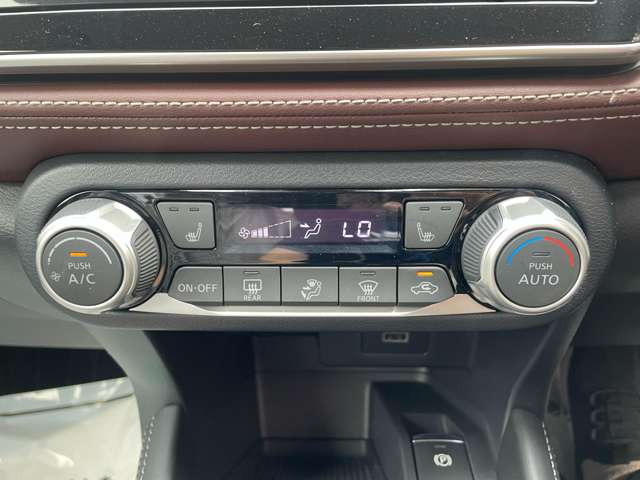 LO
PUSH
A/C
ON·OFF
REAR
FRONT
PUSH
AUTO
P